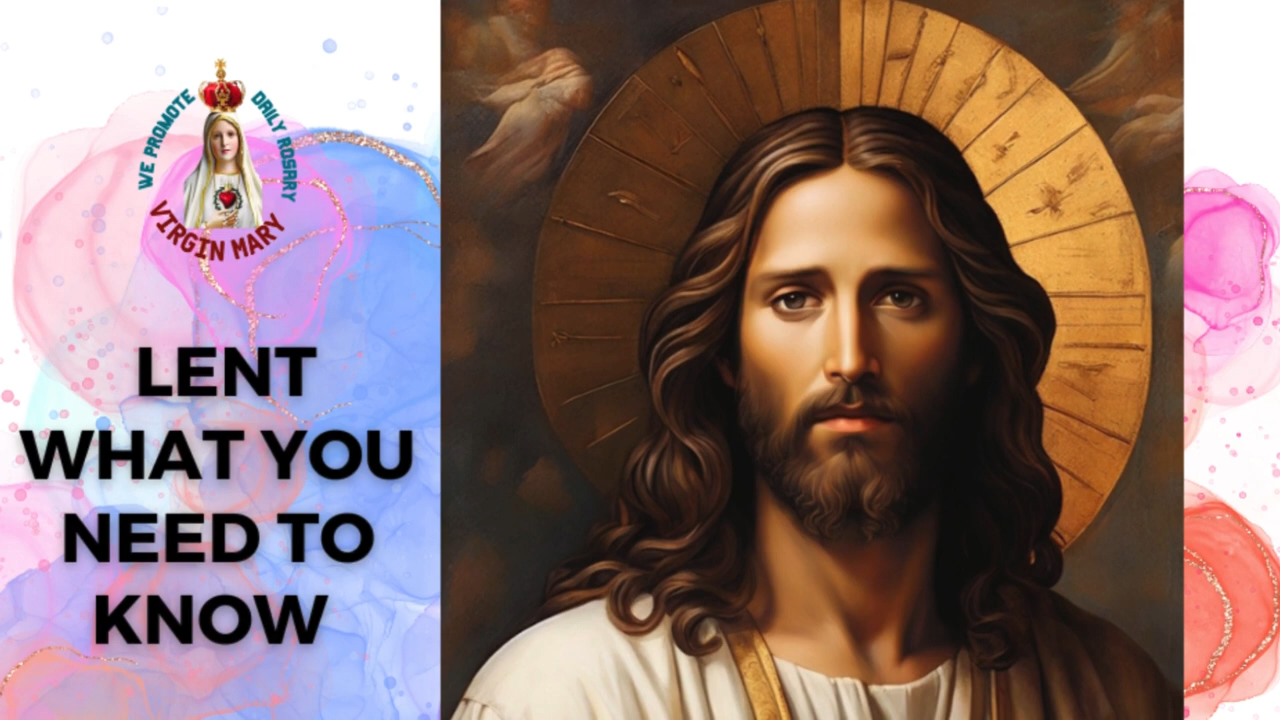 WE PROMOTE
DAILY ROSARY
VIRGIN MARY
LENT
WHAT YOU
NEED TO
KNOW